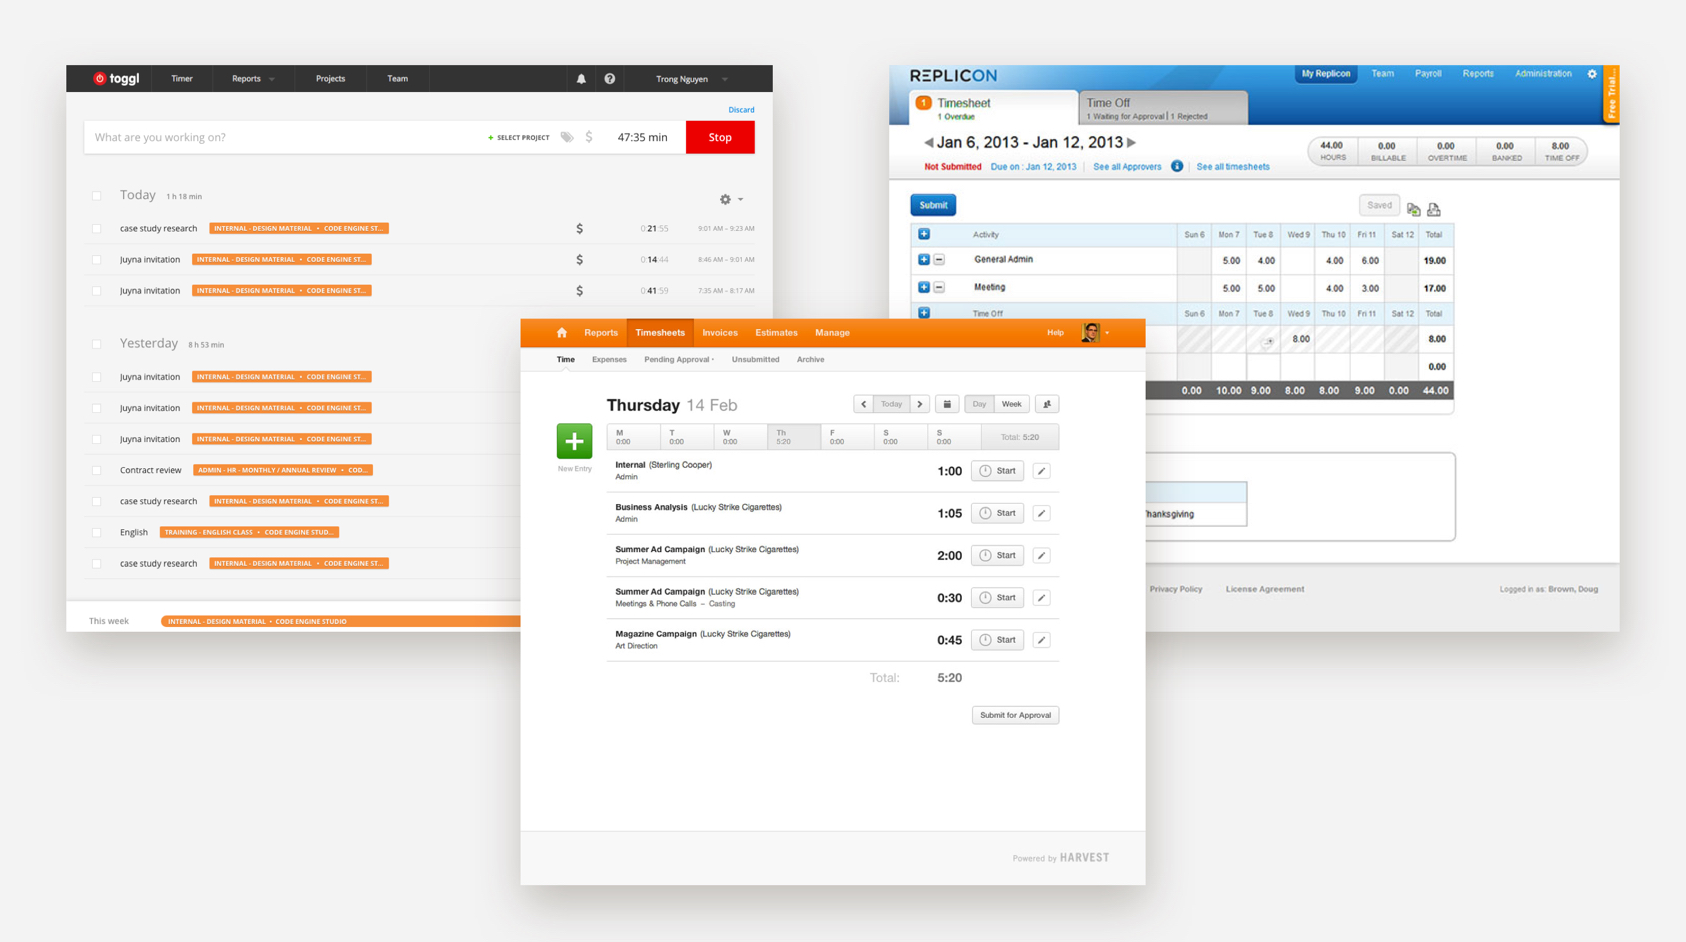 toggl Timer Reports Projects Team Trong Nguyen
Discard
What are you working on? + SELECT PROJECT $ 47:35 min Stop
Today 1 h 18 min
case study research INTERNAL - DESIGN MATERIAL • CODE ENGINE ST... $ 0:21:55 9:01 AM – 9:23 AM
Juyna invitation INTERNAL - DESIGN MATERIAL • CODE ENGINE ST... $ 0:14:44 8:46 AM – 9:01 AM
Juyna invitation INTERNAL - DESIGN MATERIAL • CODE ENGINE ST... $ 0:41:59 7:35 AM – 8:17 AM
Yesterday 8 h 53 min
Juyna invitation INTERNAL - DESIGN MATERIAL • CODE ENGINE ST...
Juyna invitation INTERNAL - DESIGN MATERIAL • CODE ENGINE ST...
Juyna invitation INTERNAL - DESIGN MATERIAL • CODE ENGINE ST...
Contract review ADMIN - HR - MONTHLY / ANNUAL REVIEW • COD...
case study research INTERNAL - DESIGN MATERIAL • CODE ENGINE ST...
English TRAINING - ENGLISH CLASS • CODE ENGINE STUD...
case study research INTERNAL - DESIGN MATERIAL • CODE ENGINE ST...
This week INTERNAL - DESIGN MATERIAL • CODE ENGINE STUDIO
Reports Timesheets Invoices Estimates Manage Help
Time Expenses Pending Approval Unsubmitted Archive
Thursday 14 Feb Today Day Week
M T W Th F S S
0:00 0:00 0:00 5:20 0:00 0:00 0:00 Total: 5:20
New Entry
Internal (Sterling Cooper) 1:00 Start
Admin
Business Analysis (Lucky Strike Cigarettes) 1:05 Start
Admin
Summer Ad Campaign (Lucky Strike Cigarettes) 2:00 Start
Project Management
Summer Ad Campaign (Lucky Strike Cigarettes) 0:30 Start
Meetings & Phone Calls – Casting
Magazine Campaign (Lucky Strike Cigarettes) 0:45 Start
Art Direction
Total: 5:20
Submit for Approval
Powered by HARVEST
REPLICON My Replicon Team Payroll Reports Administration
Free Trial...
1 Timesheet Time Off
1 Overdue 1 Waiting for Approval | 1 Rejected
Jan 6, 2013 - Jan 12, 2013
44.00 0.00 0.00 0.00 8.00
HOURS BILLABLE OVERTIME BANKED TIME OFF
Not Submitted Due on : Jan 12, 2013 See all Approvers See all timesheets
Submit Saved
Activity Sun 6 Mon 7 Tue 8 Wed 9 Thu 10 Fri 11 Sat 12 Total
General Admin 5.00 4.00 4.00 6.00 19.00
Meeting 5.00 5.00 4.00 3.00 17.00
Time Off Sun 6 Mon 7 Tue 8 Wed 9 Thu 10 Fri 11 Sat 12 Total
8.00 8.00
0.00
0.00 10.00 9.00 8.00 8.00 9.00 0.00 44.00
Thanksgiving
Privacy Policy License Agreement Logged in as: Brown, Doug